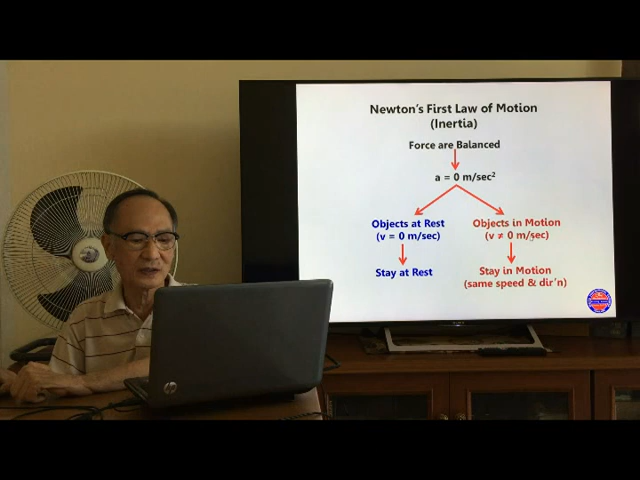 Newton's First Law of Motion
(Inertia)
Force are Balanced
a = 0 m/sec²
Objects at Rest
(v = 0 m/sec)
Stay at Rest
Objects in Motion
(v ≠ 0 m/sec)
Stay in Motion
(same speed & dir'n)
hp